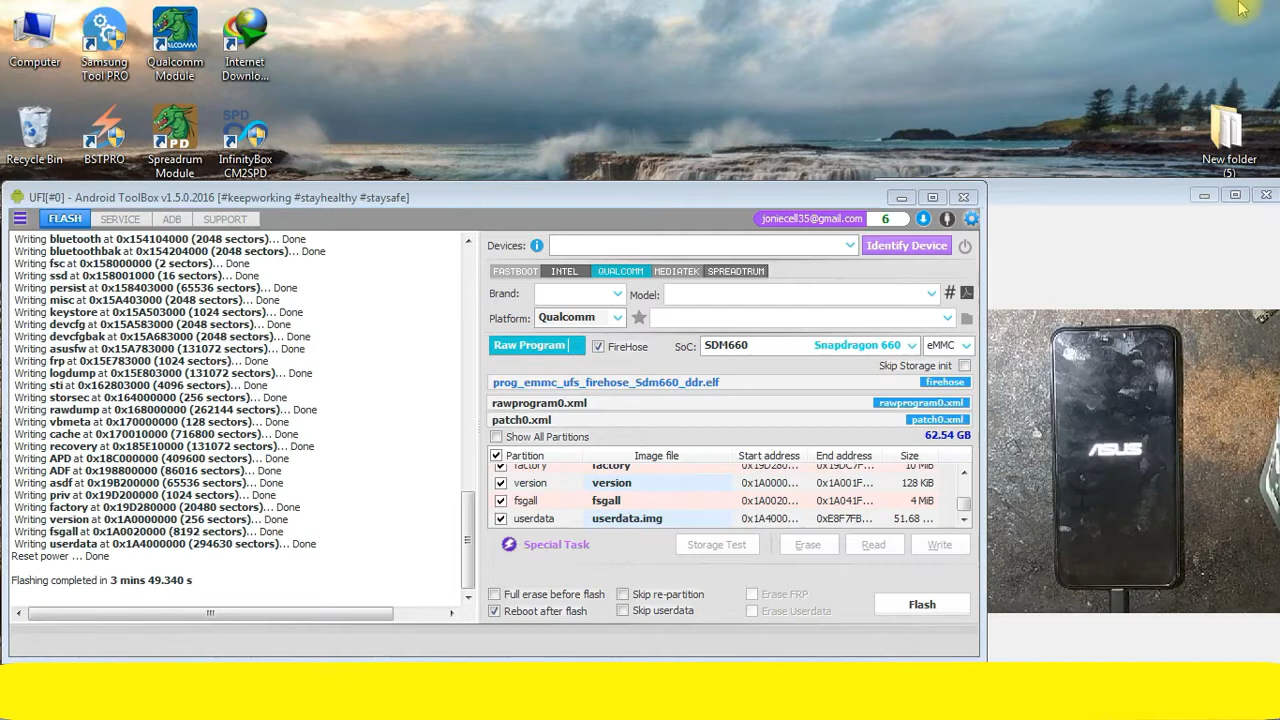 Computer
Samsung
Tool PRO
Qualcomm
Module
Internet
Downlo...
Recycle Bin
BSTPRO
Spreadrum
Module
SPD
InfinityBox
CM2SPD
New folder
(5)
UFI[#0] - Android ToolBox v1.5.0.2016 [#keepworking #stayhealthy #staysafe]
FLASH SERVICE ADB SUPPORT
joniecell35@gmail.com 6
Writing bluetooth at 0x154104000 (2048 sectors)... Done
Writing bluetoothbak at 0x154204000 (2048 sectors)... Done
Writing fsc at 0x158000000 (2 sectors)... Done
Writing ssd at 0x158001000 (16 sectors)... Done
Writing persist at 0x158403000 (65536 sectors)... Done
Writing misc at 0x15A403000 (2048 sectors)... Done
Writing keystore at 0x15A503000 (1024 sectors)... Done
Writing devcfg at 0x15A583000 (2048 sectors)... Done
Writing devcfgbak at 0x15A683000 (2048 sectors)... Done
Writing asusfw at 0x15A783000 (131072 sectors)... Done
Writing frp at 0x15E783000 (1024 sectors)... Done
Writing logdump at 0x15E803000 (131072 sectors)... Done
Writing sti at 0x162803000 (4096 sectors)... Done
Writing storsec at 0x164000000 (256 sectors)... Done
Writing rawdump at 0x168000000 (262144 sectors)... Done
Writing vbmeta at 0x170000000 (128 sectors)... Done
Writing cache at 0x170010000 (716800 sectors)... Done
Writing recovery at 0x185E10000 (131072 sectors)... Done
Writing APD at 0x18C000000 (409600 sectors)... Done
Writing ADF at 0x198800000 (86016 sectors)... Done
Writing asdf at 0x19B200000 (65536 sectors)... Done
Writing priv at 0x19D200000 (1024 sectors)... Done
Writing factory at 0x19D280000 (20480 sectors)... Done
Writing version at 0x1A0000000 (256 sectors)... Done
Writing fsgall at 0x1A0020000 (8192 sectors)... Done
Writing userdata at 0x1A4000000 (294630 sectors)... Done
Reset power ... Done
Flashing completed in 3 mins 49.340 s
Devices: Identify Device
FASTBOOT INTEL QUALCOMM MEDIATEK SPREADTRUM
Brand: Model: #
Platform: Qualcomm
Raw Program FireHose SoC: SDM660 Snapdragon 660 eMMC
Skip Storage init
prog_emmc_ufs_firehose_Sdm660_ddr.elf firehose
rawprogram0.xml rawprogram0.xml
patch0.xml patch0.xml
Show All Partitions 62.54 GB
Partition Image file Start address End address Size
factory factory 0x19D280... 0x19DC7F... 10 MiB
version version 0x1A0000... 0x1A001F... 128 KiB
fsgall fsgall 0x1A0020... 0x1A041F... 4 MiB
userdata userdata.img 0x1A4000... 0xE8F7FB... 51.68 ...
Special Task Storage Test Erase Read Write
Full erase before flash Skip re-partition Erase FRP
Reboot after flash Skip userdata Erase Userdata
Flash
ASUS